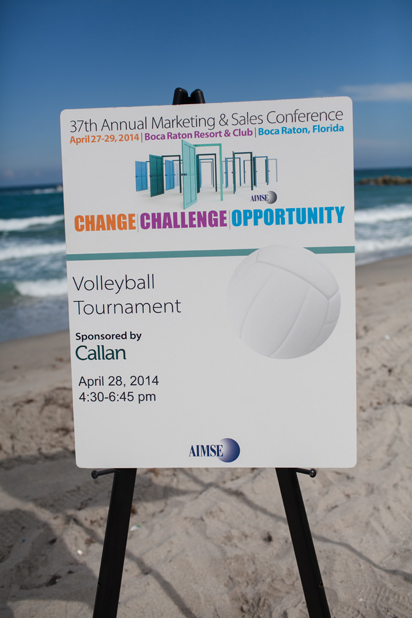 37th Annual Marketing & Sales Conference
April 27-29, 2014 | Boca Raton Resort & Club | Boca Raton, Florida
AIMSE
CHANGE|CHALLENGE|OPPORTUNITY
Volleyball
Tournament
Sponsored by
Callan
April 28, 2014
4:30-6:45 pm
AIMSE